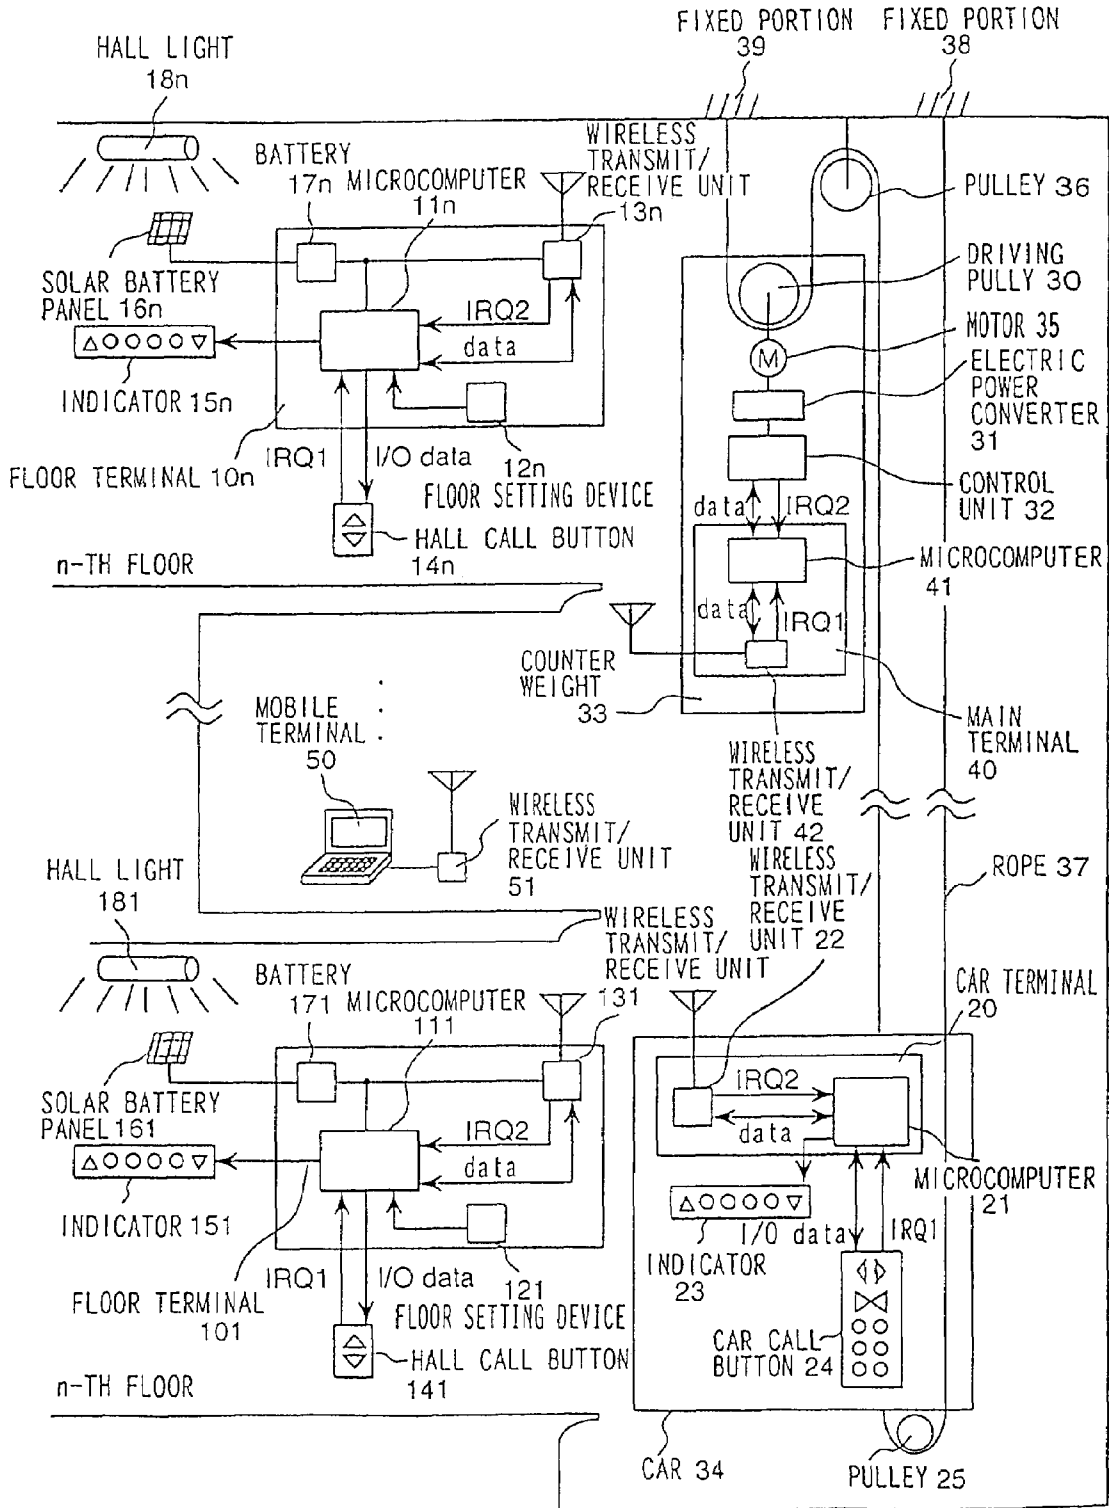 FIXED PORTION
39
FIXED PORTION
38
HALL LIGHT
18n
BATTERY
17n
MICROCOMPUTER
11n
WIRELESS
TRANSMIT/
RECEIVE UNIT
13n
PULLEY 36
SOLAR BATTERY
PANEL 16n
IRQ2
data
DRIVING
PULLY 30
MOTOR 35
M
ELECTRIC
POWER
CONVERTER
31
INDICATOR 15n
IRQ1
I/O data
12n
FLOOR SETTING DEVICE
FLOOR TERMINAL 10n
HALL CALL BUTTON
14n
n-TH FLOOR
data
IRQ2
CONTROL
UNIT 32
MICROCOMPUTER
41
data
IRQ1
COUNTER
WEIGHT
33
MAIN
TERMINAL
40
MOBILE
TERMINAL
50
WIRELESS
TRANSMIT/
RECEIVE UNIT
51
WIRELESS
TRANSMIT/
RECEIVE
UNIT 42
WIRELESS
TRANSMIT/
RECEIVE
UNIT 22
ROPE 37
HALL LIGHT
181
BATTERY
171
MICROCOMPUTER
111
WIRELESS
TRANSMIT/
RECEIVE UNIT
131
CAR TERMINAL
20
SOLAR BATTERY
PANEL 161
IRQ2
data
IRQ2
data
INDICATOR 151
MICROCOMPUTER
21
IRQ1
I/O data
121
FLOOR SETTING DEVICE
FLOOR TERMINAL
101
HALL CALL BUTTON
141
I/O data
IRQ1
INDICATOR
23
CAR CALL
BUTTON 24
n-TH FLOOR
CAR 34
PULLEY 25